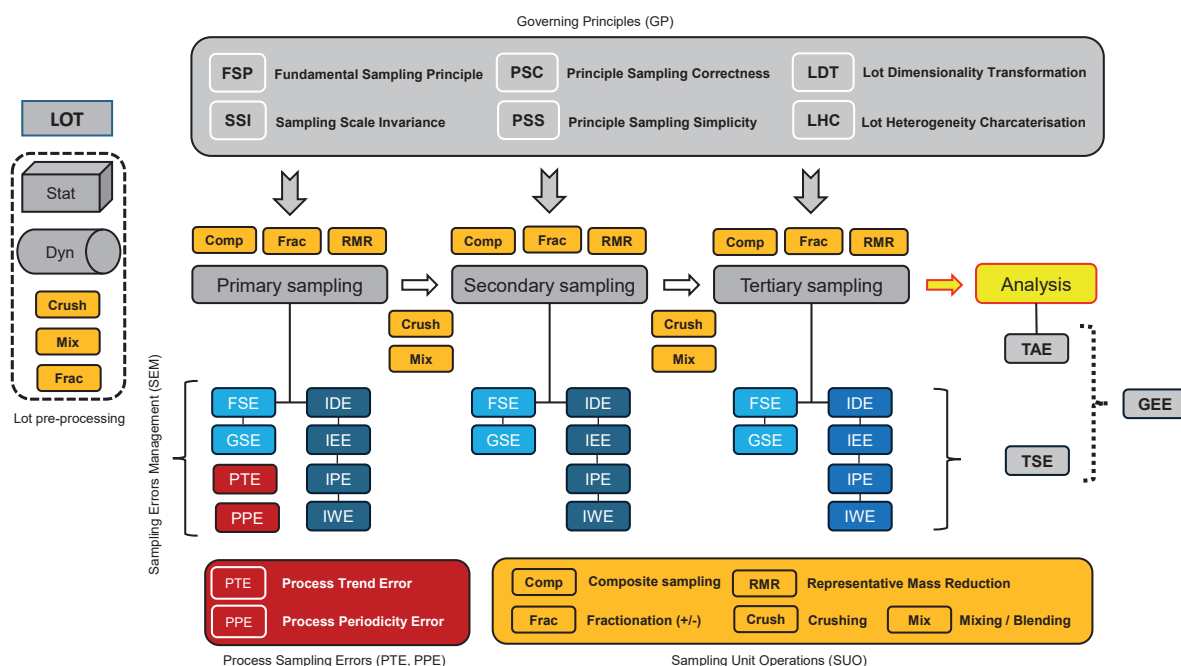 Governing Principles (GP)
FSP Fundamental Sampling Principle PSC Principle Sampling Correctness LDT Lot Dimensionality Transformation
SSI Sampling Scale Invariance PSS Principle Sampling Simplicity LHC Lot Heterogeneity Charcaterisation
LOT
Stat
Dyn
Crush
Mix
Frac
Lot pre-processing
Comp Frac RMR
Comp Frac RMR
Comp Frac RMR
Primary sampling
Secondary sampling
Tertiary sampling
Analysis
Crush
Mix
Crush
Mix
Sampling Errors Management (SEM)
FSE IDE
GSE IEE
PTE IPE
PPE IWE
FSE IDE
GSE IEE
IPE
IWE
FSE IDE
GSE IEE
IPE
IWE
TAE
TSE
GEE
PTE Process Trend Error
PPE Process Periodicity Error
Process Sampling Errors (PTE, PPE)
Comp Composite sampling RMR Representative Mass Reduction
Frac Fractionation (+/-) Crush Crushing Mix Mixing / Blending
Sampling Unit Operations (SUO)